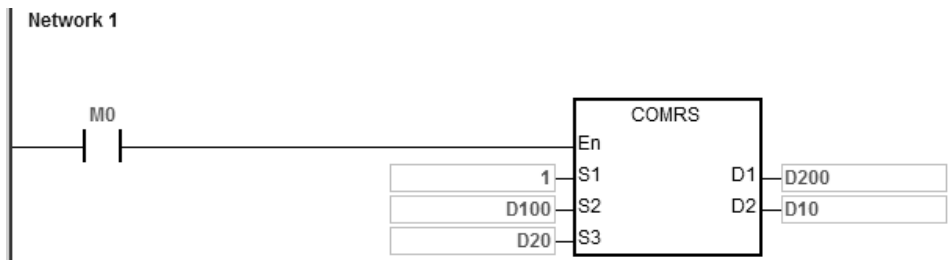 Network 1
M0
COMRS
En
1 S1 D1 D200
D100 S2 D2 D10
D20 S3